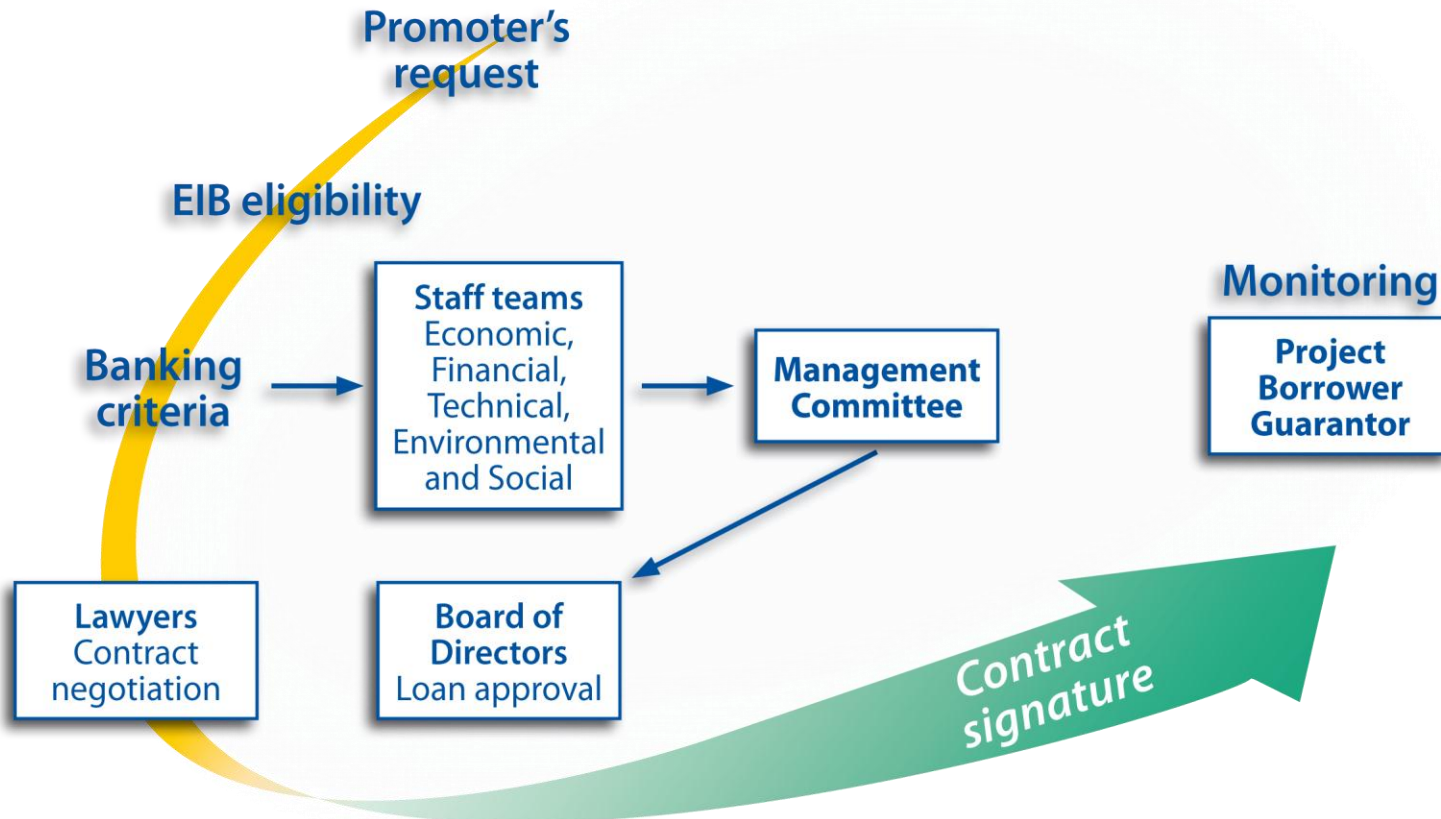 Promoter’s
request
EIB eligibility
Banking
criteria
Staff teams
Economic,
Financial,
Technical,
Environmental
and Social
Management
Committee
Monitoring
Project
Borrower
Guarantor
Lawyers
Contract
negotiation
Board of
Directors
Loan approval
Contract
signature